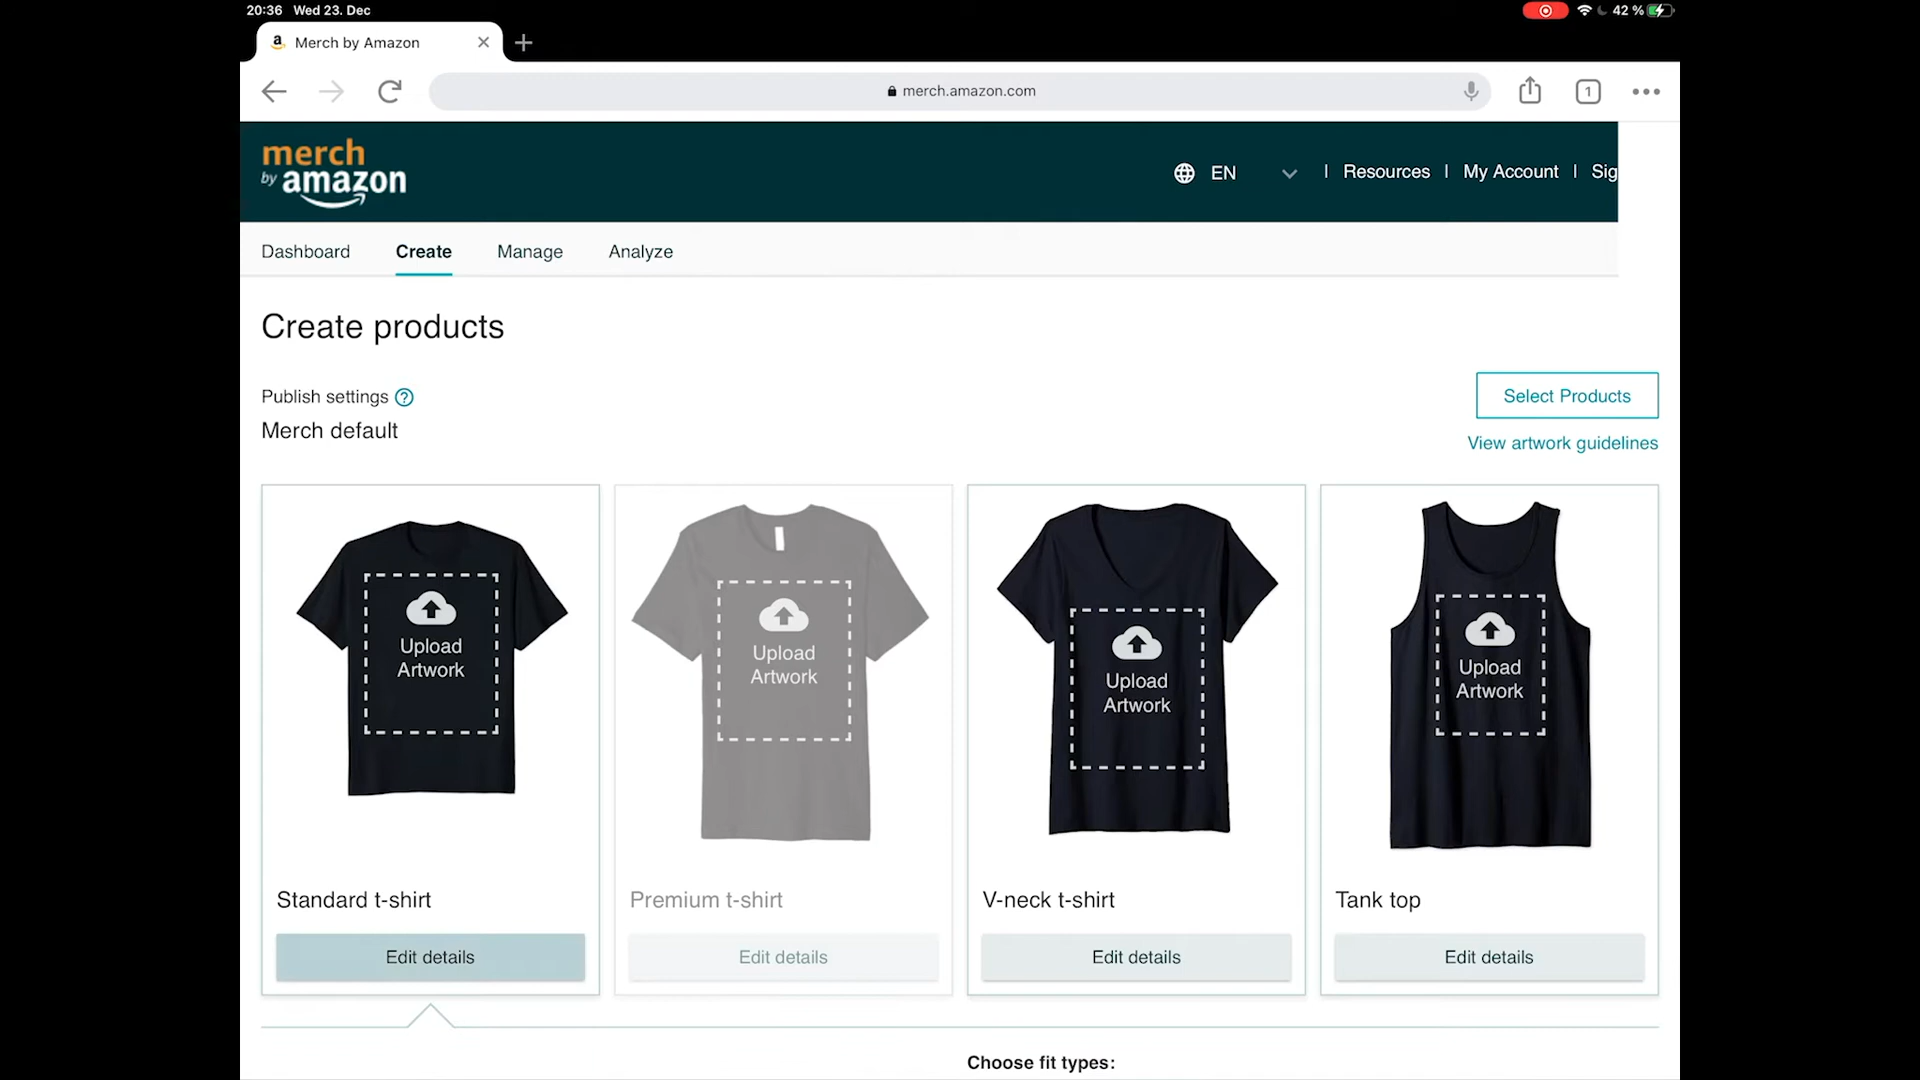 20:36 Wed 23. Dec
42 %
a Merch by Amazon
merch.amazon.com
1
merch
by amazon
EN
Resources
My Account
Sig
Dashboard
Create
Manage
Analyze
Create products
Publish settings ?
Merch default
Select Products
View artwork guidelines
Upload
Artwork
Upload
Artwork
Upload
Artwork
Upload
Artwork
Standard t-shirt
Premium t-shirt
V-neck t-shirt
Tank top
Edit details
Edit details
Edit details
Edit details
Choose fit types: